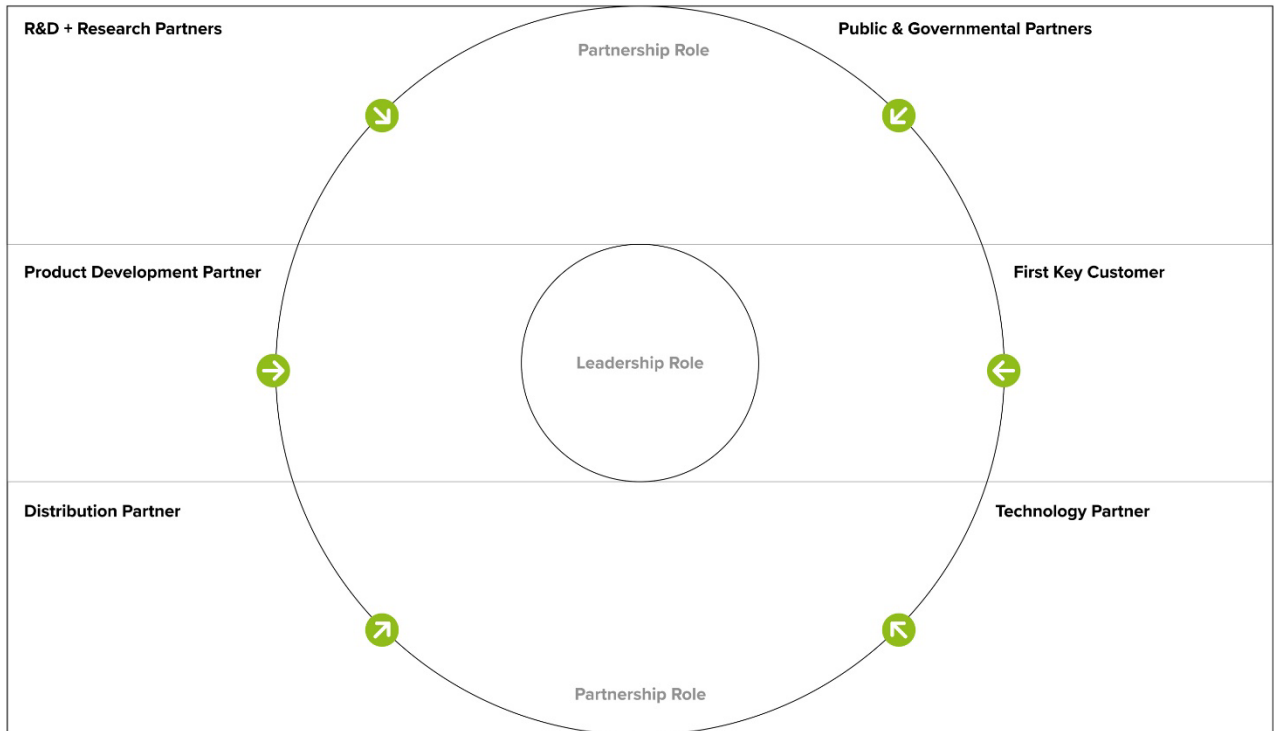 R&D + Research Partners
Partnership Role
Public & Governmental Partners
Product Development Partner
First Key Customer
Leadership Role
Distribution Partner
Technology Partner
Partnership Role